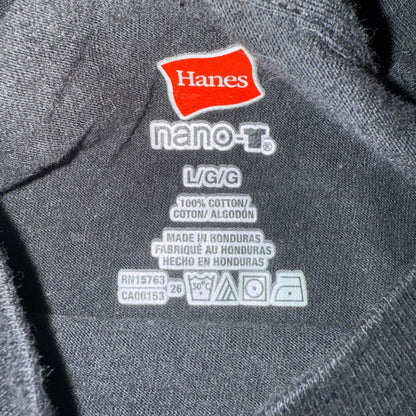 Hanes
nano-T®
L/G/G
100% COTTON/
COTON/ ALGODÓN
MADE IN HONDURAS
FABRIQUÉ AU HONDURAS
HECHO EN HONDURAS
RN15763
CA00153
26
30°C